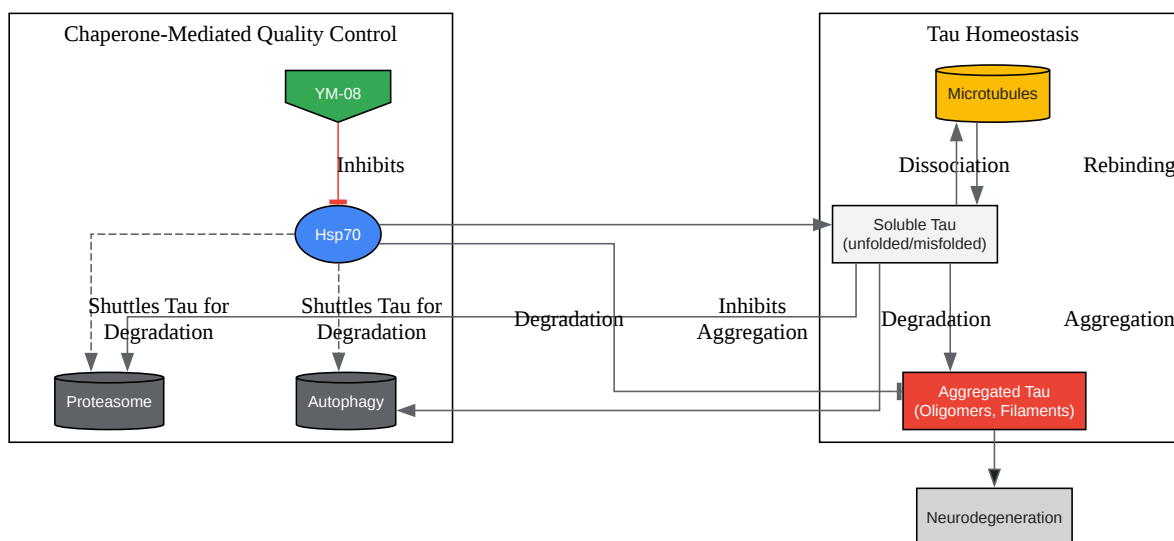 Chaperone-Mediated Quality Control
Tau Homeostasis
YM-08
Microtubules
Inhibits
Dissociation
Rebinding
Hsp70
Soluble Tau
(unfolded/misfolded)
Shuttles Tau for
Degradation
Shuttles Tau for
Degradation
Degradation
Inhibits
Aggregation
Degradation
Aggregation
Proteasome
Autophagy
Aggregated Tau
(Oligomers, Filaments)
Neurodegeneration